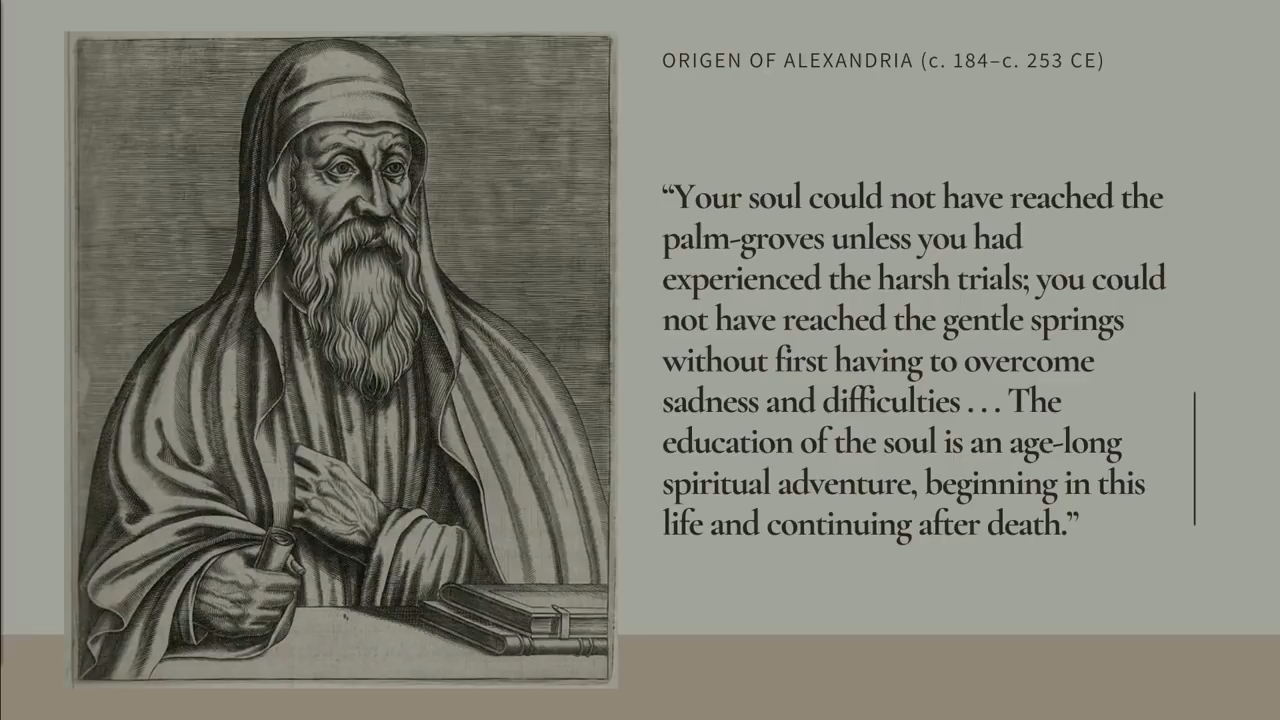 ORIGEN OF ALEXANDRIA (c. 184–c. 253 CE)
“Your soul could not have reached the
palm-groves unless you had
experienced the harsh trials; you could
not have reached the gentle springs
without first having to overcome
sadness and difficulties . . . The
education of the soul is an age-long
spiritual adventure, beginning in this
life and continuing after death.”